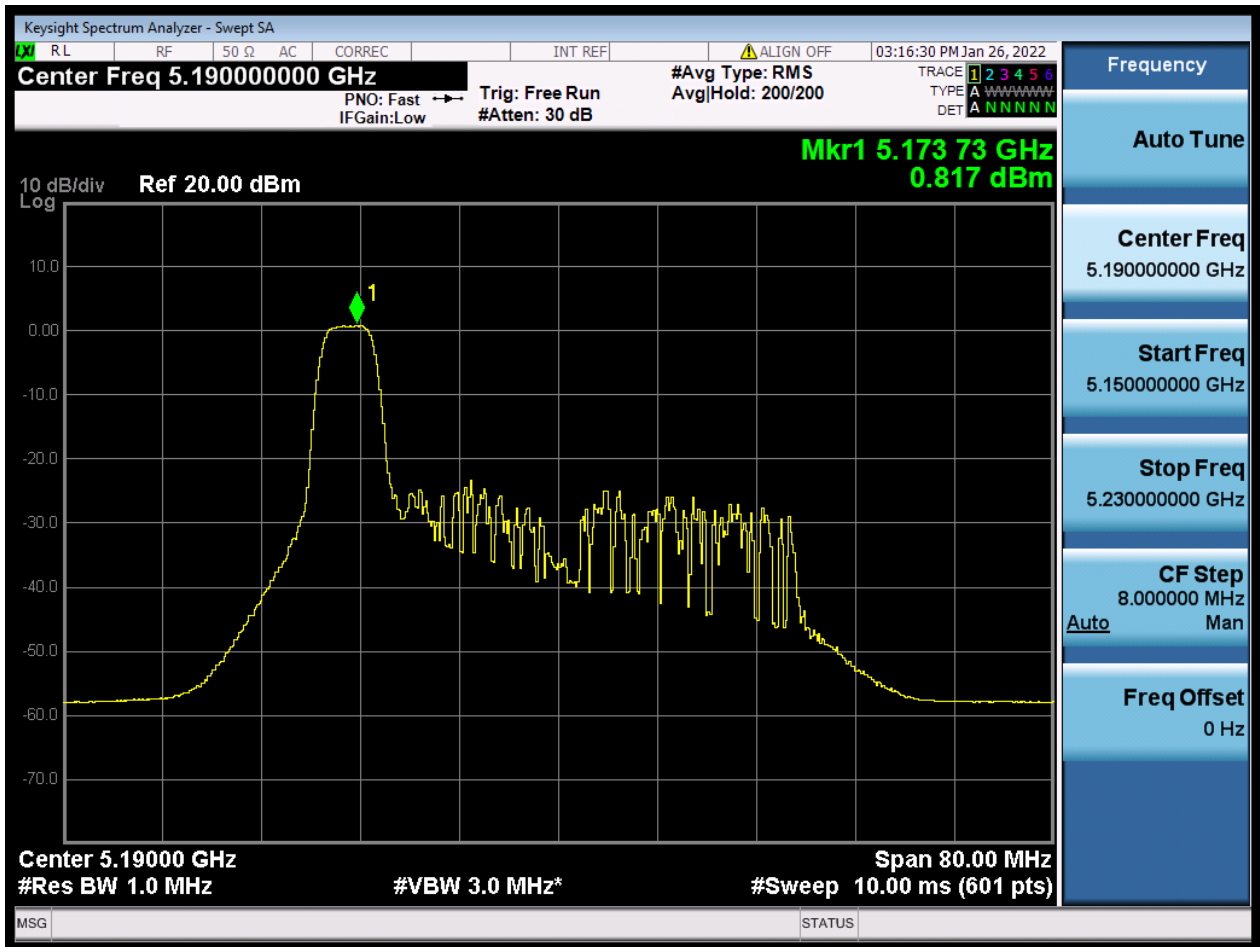 Keysight Spectrum Analyzer - Swept SA
LXI RL RF 50 Ω AC CORREC INT REF ALIGN OFF 03:16:30 PM Jan 26, 2022
Center Freq 5.190000000 GHz
PNO: Fast
IFGain:Low
Trig: Free Run
#Atten: 30 dB
#Avg Type: RMS
Avg|Hold: 200/200
TRACE 1 2 3 4 5 6
TYPE A WWWWW
DET A N N N N N
Mkr1 5.173 73 GHz
0.817 dBm
10 dB/div Ref 20.00 dBm
Log
1
10.0
0.00
-10.0
-20.0
-30.0
-40.0
-50.0
-60.0
-70.0
Center 5.19000 GHz Span 80.00 MHz
#Res BW 1.0 MHz #VBW 3.0 MHz* #Sweep 10.00 ms (601 pts)
MSG STATUS
Frequency
Auto Tune
Center Freq
5.190000000 GHz
Start Freq
5.150000000 GHz
Stop Freq
5.230000000 GHz
CF Step
8.000000 MHz
Auto Man
Freq Offset
0 Hz